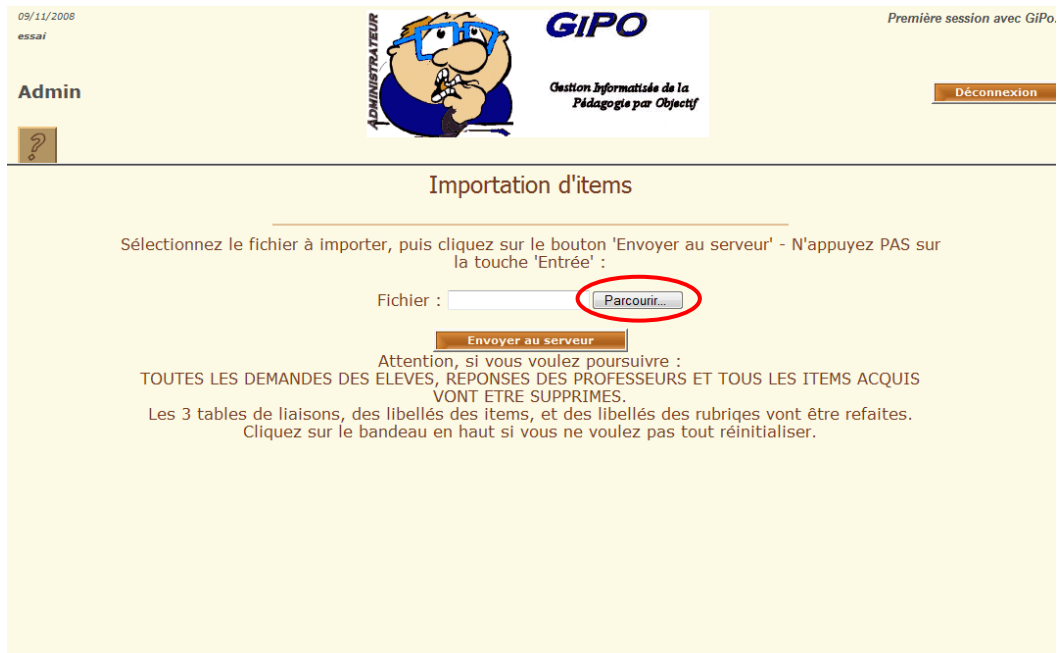 09/11/2008
essai
Admin
?
ADMINISTRATEUR
GiPO
Gestion Informatisée de la
Pédagogie par Objectif
Première session avec GiPo.
Déconnexion
Importation d'items
Sélectionnez le fichier à importer, puis cliquez sur le bouton 'Envoyer au serveur' - N'appuyez PAS sur
la touche 'Entrée' :
Fichier :
Parcourir...
Envoyer au serveur
Attention, si vous voulez poursuivre :
TOUTES LES DEMANDES DES ELEVES, REPONSES DES PROFESSEURS ET TOUS LES ITEMS ACQUIS
VONT ETRE SUPPRIMES.
Les 3 tables de liaisons, des libellés des items, et des libellés des rubriqes vont être refaites.
Cliquez sur le bandeau en haut si vous ne voulez pas tout réinitialiser.